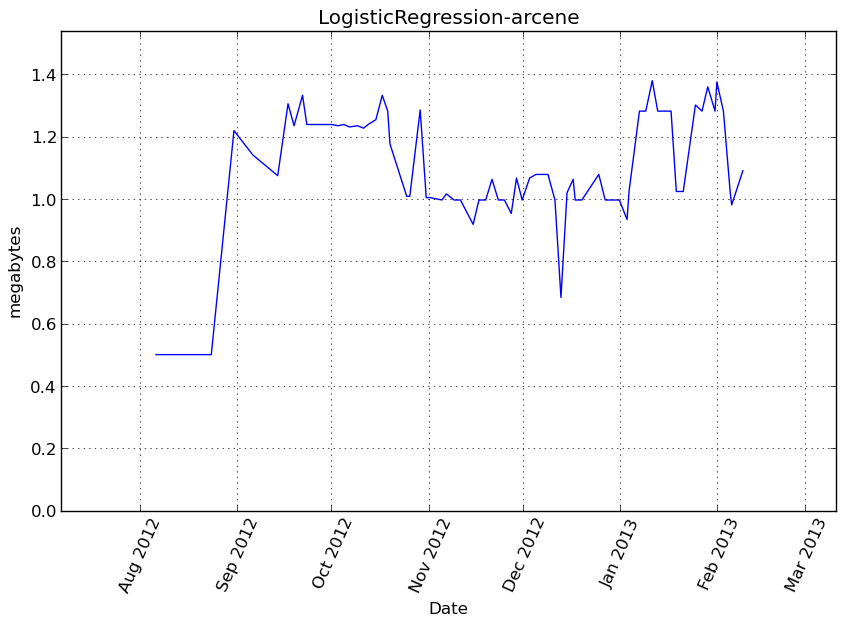 LogisticRegression-arcene
1.4
1.2
1.0
0.8
0.6
0.4
0.2
0.0
megabytes
Aug 2012
Sep 2012
Oct 2012
Nov 2012
Dec 2012
Jan 2013
Feb 2013
Mar 2013
Date